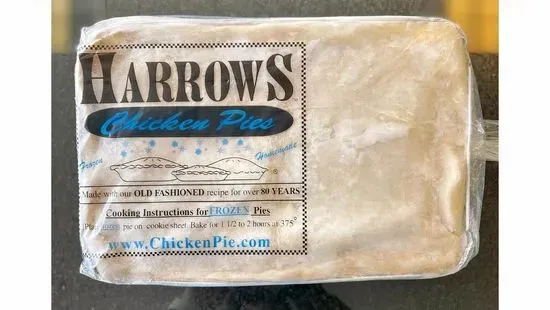 HARROWS
Chicken Pies
Frozen Homemade
Made with our OLD FASHIONED recipe for over 80 YEARS
Cooking Instructions for FROZEN Pies
pie on cookie sheet. Bake for 1 1/2 to 2 hours at 375°
www.ChickenPie.com